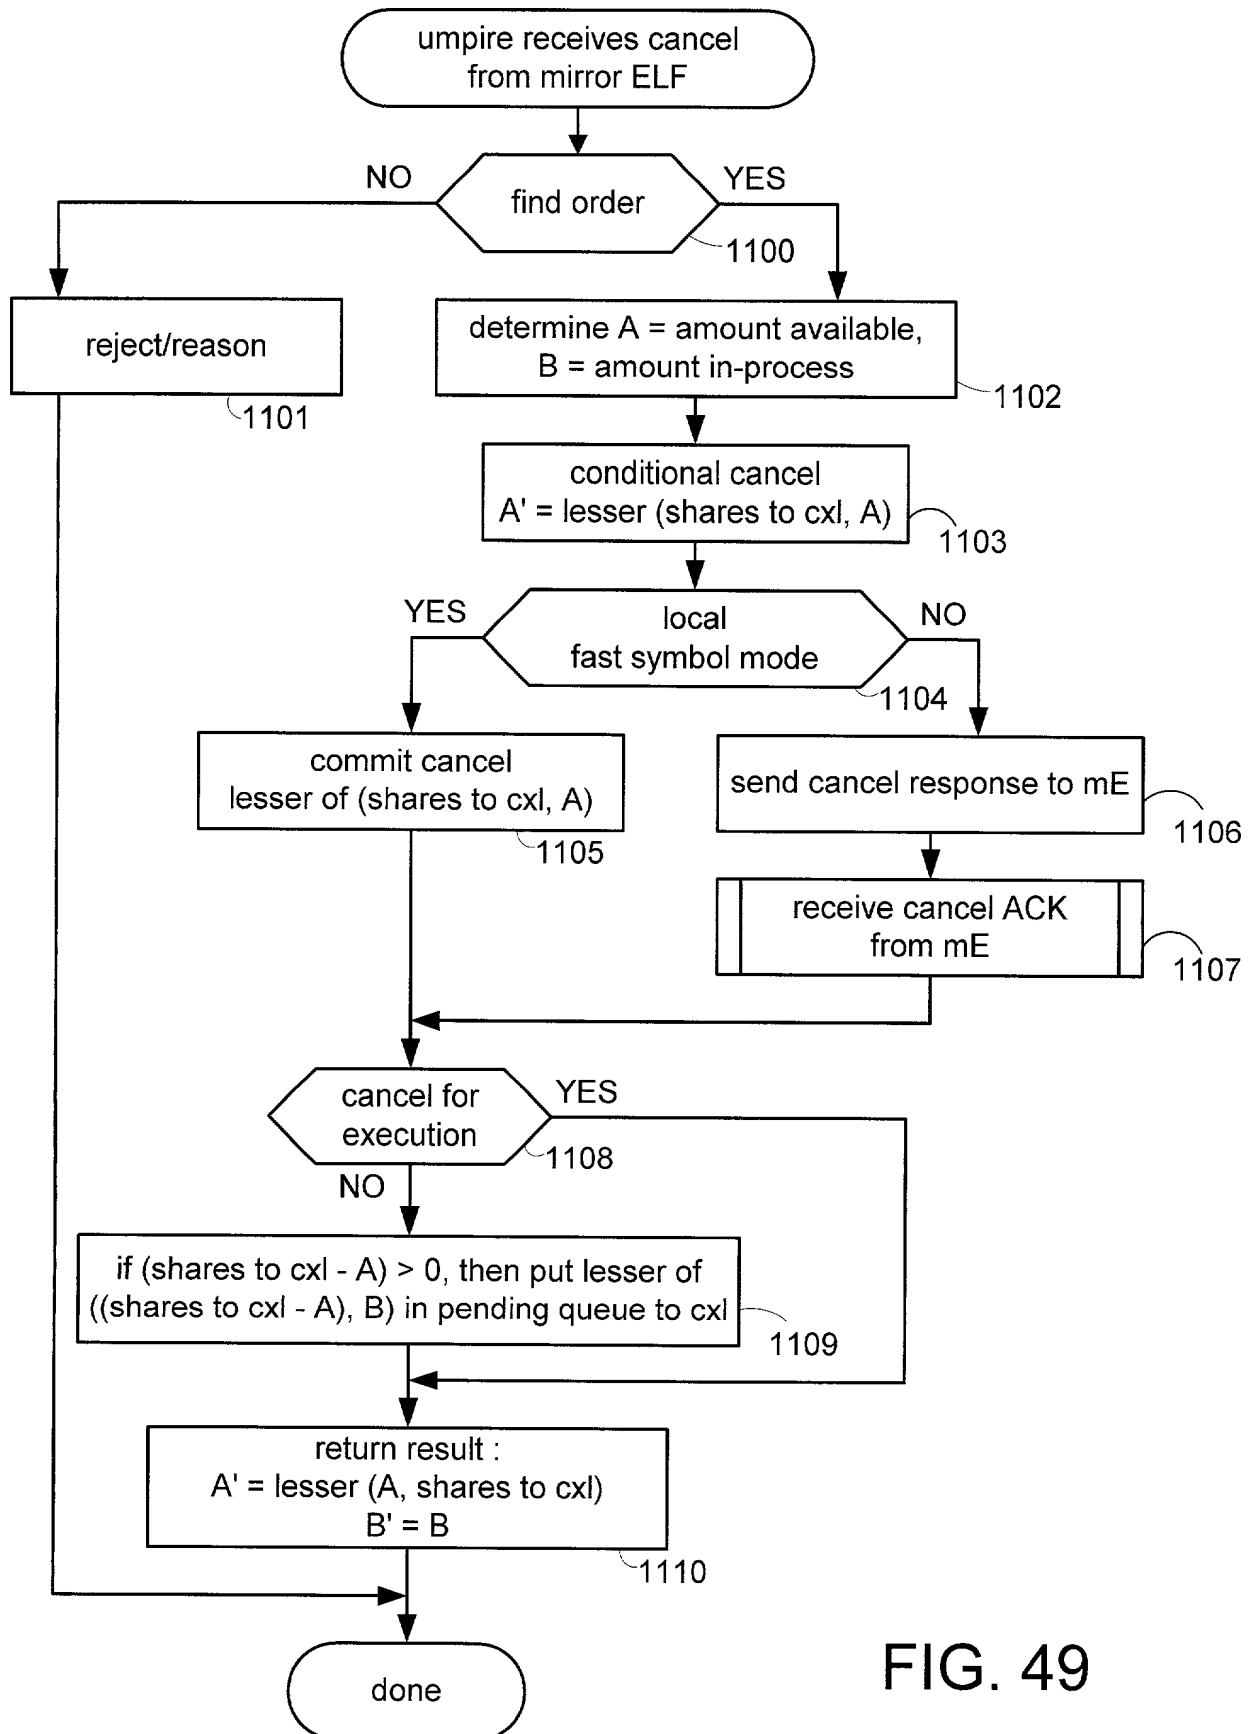 umpire receives cancel
from mirror ELF
NO
YES
find order
1100
reject/reason
1101
determine A = amount available,
B = amount in-process
1102
conditional cancel
A' = lesser (shares to cxl, A)
1103
YES
NO
local
fast symbol mode
1104
commit cancel
lesser of (shares to cxl, A)
1105
send cancel response to mE
1106
receive cancel ACK
from mE
1107
cancel for
execution
YES
1108
NO
if (shares to cxl - A) > 0, then put lesser of
((shares to cxl - A), B) in pending queue to cxl
1109
return result :
A' = lesser (A, shares to cxl)
B' = B
1110
done
FIG. 49